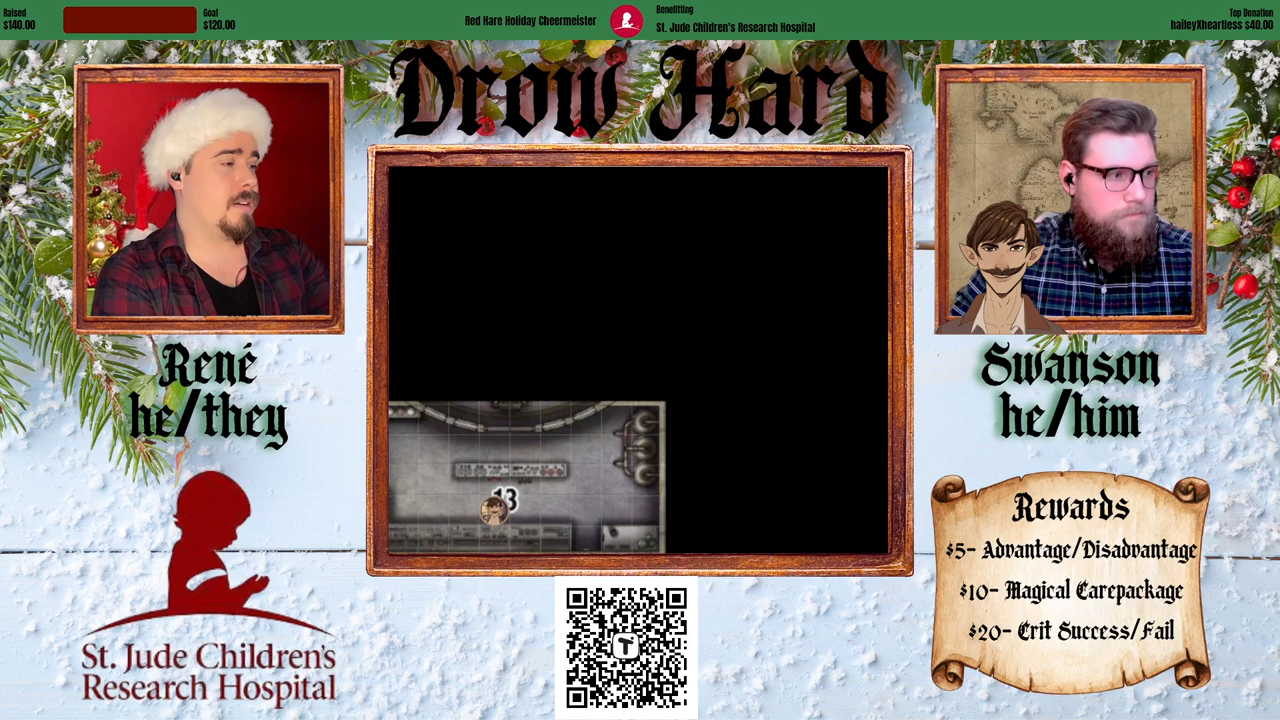 Raised
$140.00
Goal
$120.00
Red Hare Holiday Cheermeister
Benefitting
St. Jude Children's Research Hospital
Top Donation
haileyXheartless $40.00
Drow Hard
René
he/they
Swanson
he/him
13
St. Jude Children's
Research Hospital
Rewards
$5- Advantage/Disadvantage
$10- Magical Carepackage
$20- Crit Success/Fail